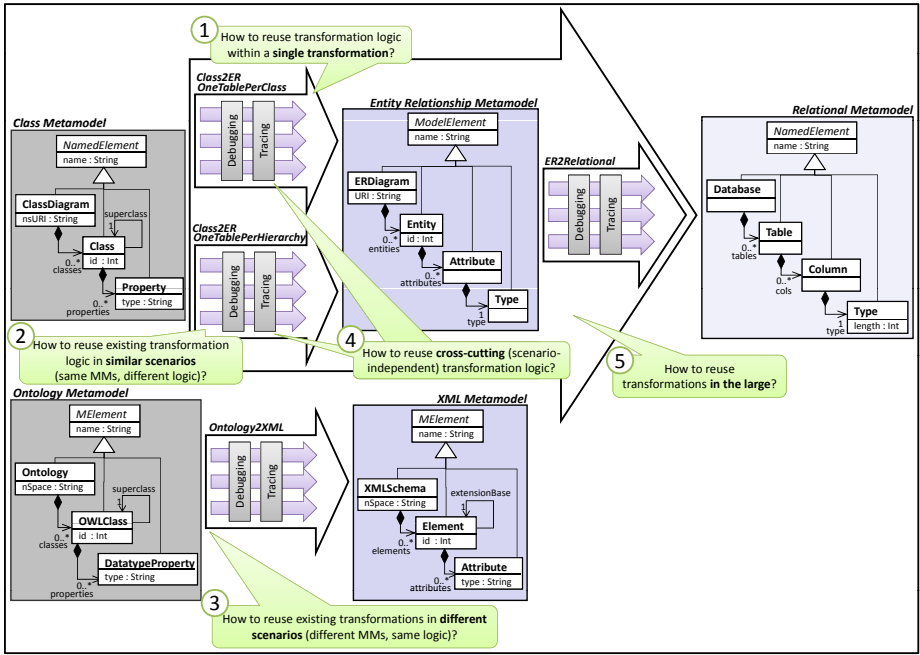 1
How to reuse transformation logic
within a single transformation?
Class2ER
OneTablePerClass
Debugging
Tracing
Class Metamodel
NamedElement
name : String
ClassDiagram
nsURI : String
superclass
1
Class
id : Int
0..*
classes
Property
type : String
0..*
properties
Class2ER
OneTablePerHierarchy
Debugging
Tracing
Entity Relationship Metamodel
ModelElement
name : String
ERDiagram
URI : String
Entity
id : Int
0..*
entities
Attribute
0..*
attributes
Type
1
type
ER2Relational
Debugging
Tracing
Relational Metamodel
NamedElement
name : String
Database
Table
0..*
tables
Column
0..*
cols
Type
length : Int
1
type
2
How to reuse existing transformation
logic in similar scenarios
(same MMs, different logic)?
4
How to reuse cross-cutting (scenario-
independent) transformation logic?
5
How to reuse
transformations in the large?
Ontology Metamodel
MElement
name : String
Ontology
nSpace : String
superclass
1
OWLClass
id : Int
0..*
classes
DatatypeProperty
type : String
0..*
properties
Ontology2XML
Debugging
Tracing
XML Metamodel
MElement
name : String
XMLSchema
nSpace : String
extensionBase
1
Element
id : Int
0..*
elements
Attribute
type : String
0..*
attributes
3
How to reuse existing transformations in different
scenarios (different MMs, same logic)?